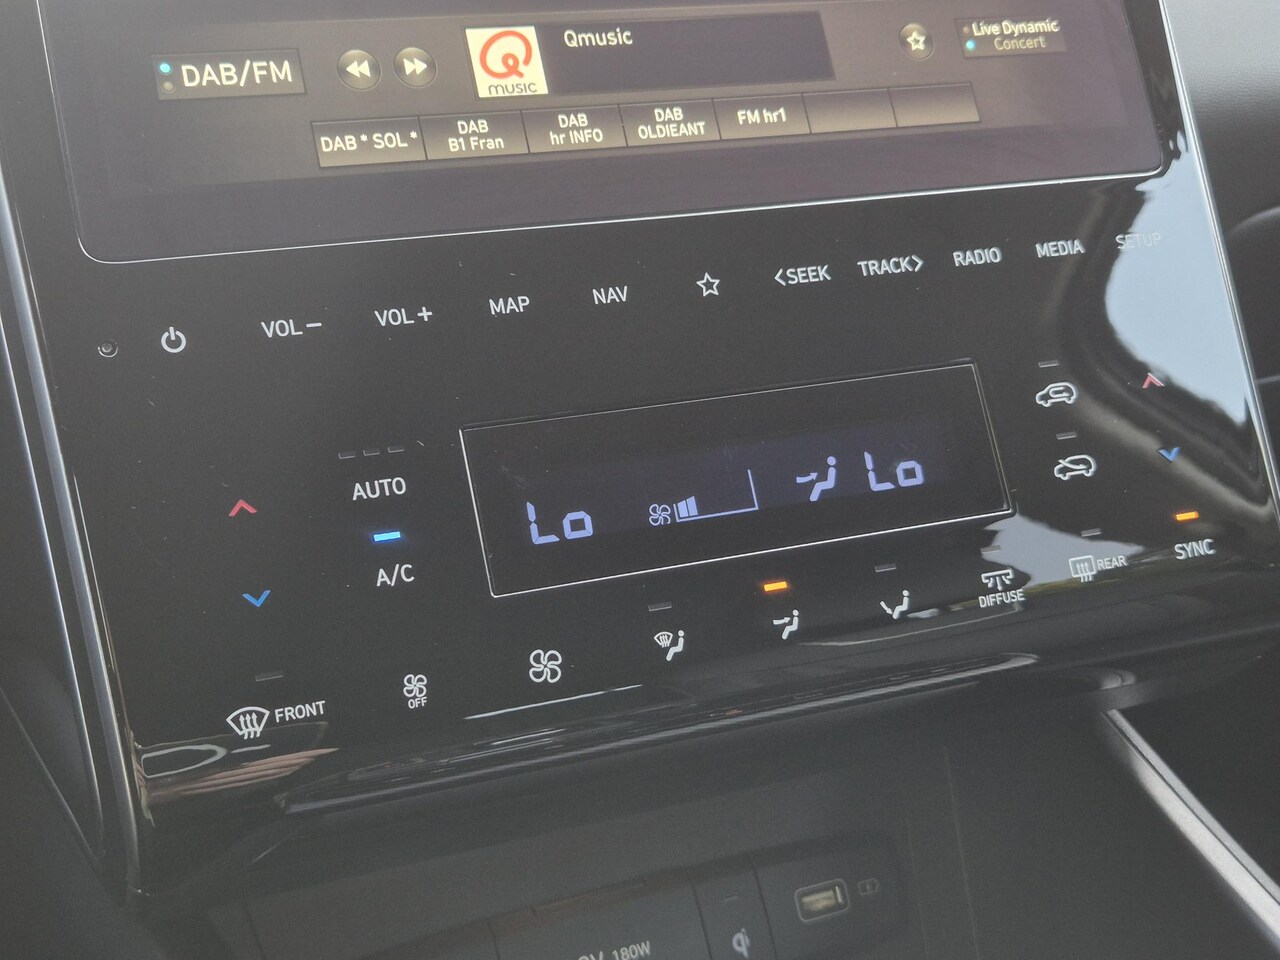 Live Dynamic
Concert
Qmusic
DAB/FM
MUSIC
DAB* SOL*
DAB
B1 Fran
DAB
hr INFO
DAB
OLDIEANT
FM hr1
VOL−
VOL+
MAP
NAV
<SEEK
TRACK>
RADIO
MEDIA
SETUP
AUTO
A/C
Lo
Lo
SYNC
REAR
DIFFUSE
OFF
FRONT
180W